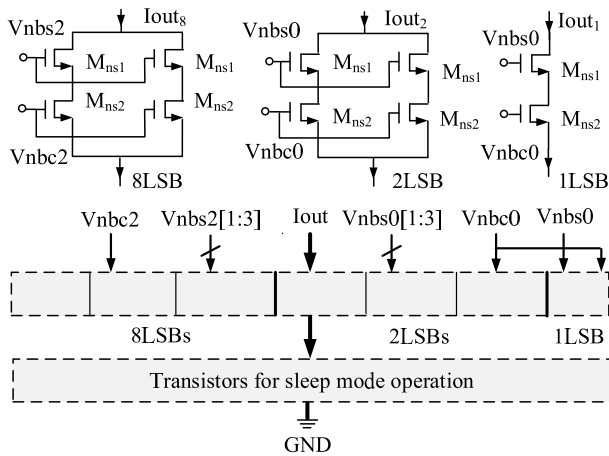 Vnbs2 Iout8 Vnbs0 Iout2 Vnbs0 Iout1
Mns1 Mns1 Mns1 Mns1
Mns2 Mns2 Mns2 Mns2 Mns2
Vnbc2 8LSB Vnbc0 2LSB Vnbc0 1LSB
Vnbc2 Vnbs2[1:3] Iout Vnbs0[1:3] Vnbc0 Vnbs0
8LSBs 2LSBs 1LSB
Transistors for sleep mode operation
GND